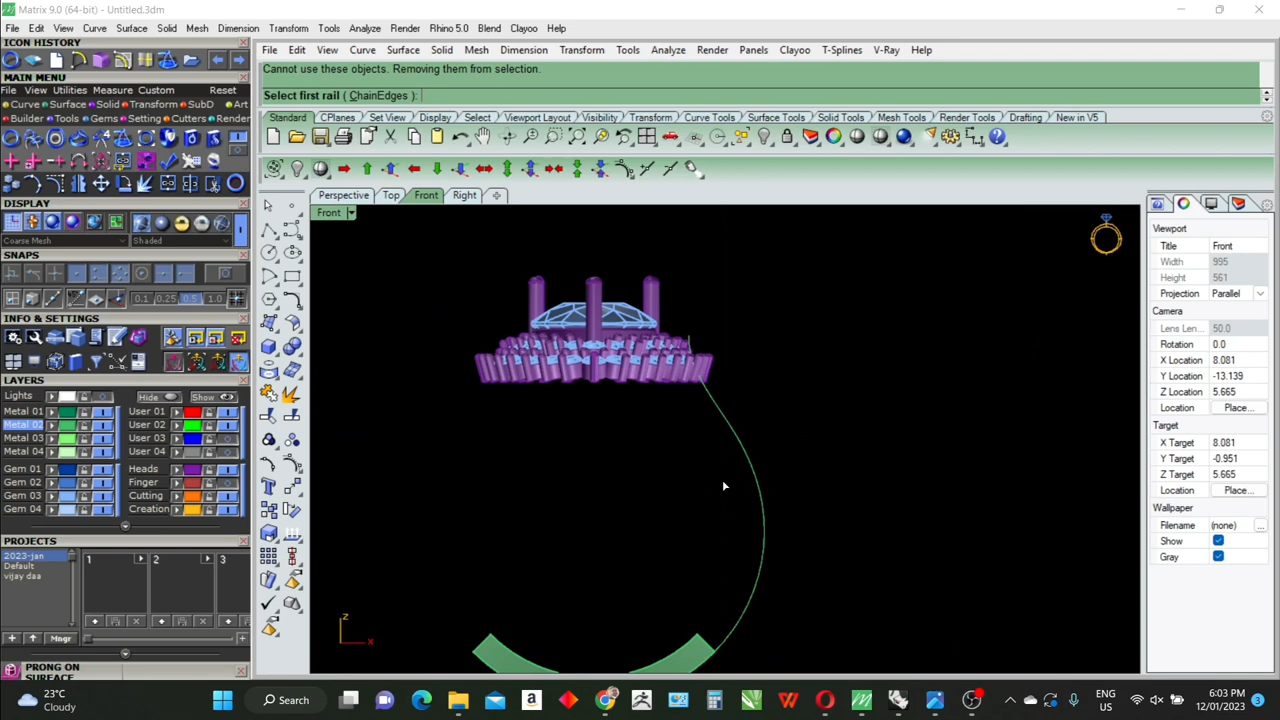 Matrix 9.0 (64-bit) - Untitled.3dm
File Edit View Curve Surface Solid Mesh Dimension Transform Tools Analyze Render Rhino 5.0 Blend Clayoo Help
ICON HISTORY
MAIN MENU
File View Utilities Measure Custom Reset
Curve Surface Solid Transform SubD Art
Builder Tools Gems Setting Cutters Render
DISPLAY
Coarse Mesh Shaded
SNAPS
0.1 0.25 0.5 1.0
INFO & SETTINGS
LAYERS
Lights Hide Show
Metal 01 User 01
Metal 02 User 02
Metal 03 User 03
Metal 04 User 04
Gem 01 Heads
Gem 02 Finger
Gem 03 Cutting
Gem 04 Creation
PROJECTS
2023-jan
Default
vijay daa
1 2 3
Mngr
PRONG ON
SURFACE
File Edit View Curve Surface Solid Mesh Dimension Transform Tools Analyze Render Panels Clayoo T-Splines V-Ray Help
Cannot use these objects. Removing them from selection.
Select first rail ( ChainEdges ):
Standard CPlanes Set View Display Select Viewport Layout Visibility Transform Curve Tools Surface Tools Solid Tools Mesh Tools Render Tools Drafting New in V5
Perspective Top Front Right
Front
z
x
Viewport
Title Front
Width 995
Height 561
Projection Parallel
Camera
Lens Len... 50.0
Rotation 0.0
X Location 8.081
Y Location -13.139
Z Location 5.665
Location Place...
Target
X Target 8.081
Y Target -0.951
Z Target 5.665
Location Place...
Wallpaper
Filename (none) ...
Show
Gray
23°C
Cloudy
Search
ENG
US
6:03 PM
12/01/2023
3